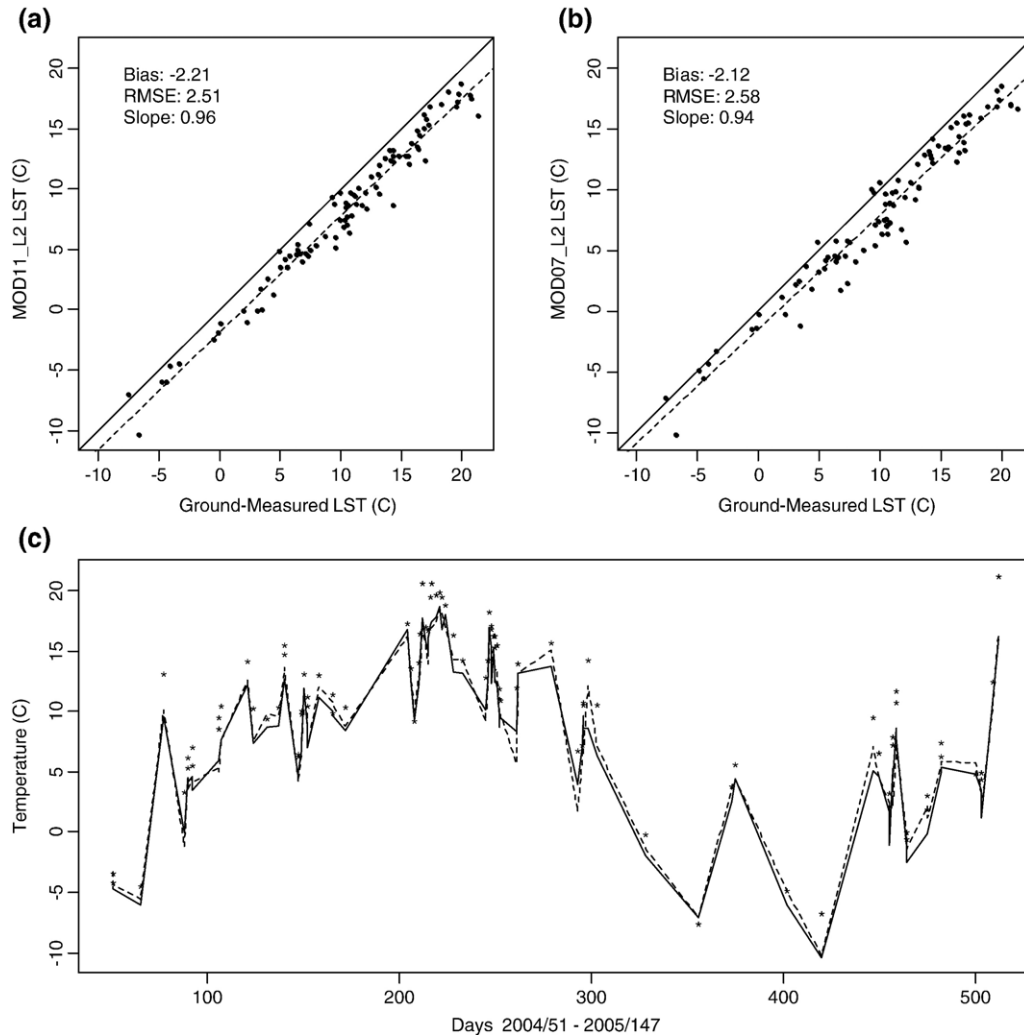 (a)
Bias: -2.21
RMSE: 2.51
Slope: 0.96
20
15
10
5
0
-5
-10
MOD11_L2 LST (C)
-10 -5 0 5 10 15 20
Ground-Measured LST (C)
(b)
Bias: -2.12
RMSE: 2.58
Slope: 0.94
20
15
10
5
0
-5
-10
MOD07_L2 LST (C)
-10 -5 0 5 10 15 20
Ground-Measured LST (C)
(c)
20
15
10
5
0
-5
-10
Temperature (C)
100 200 300 400 500
Days 2004/51 - 2005/147